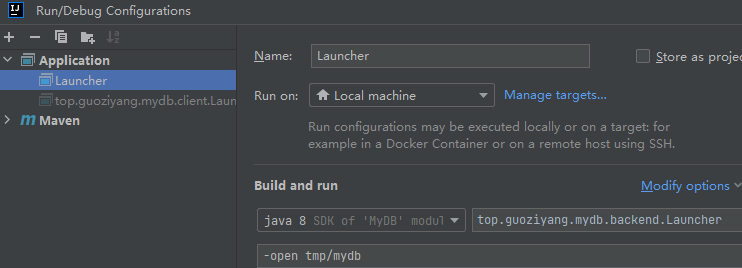 IJ Run/Debug Configurations
Application
Launcher
top.guoziyang.mydb.client.Laun
m Maven
Name: Launcher
Store as projec
Run on: Local machine Manage targets...
Run configurations may be executed locally or on a target: for
example in a Docker Container or on a remote host using SSH.
Build and run Modify options
java 8 SDK of 'MyDB' modul top.guoziyang.mydb.backend.Launcher
-open tmp/mydb